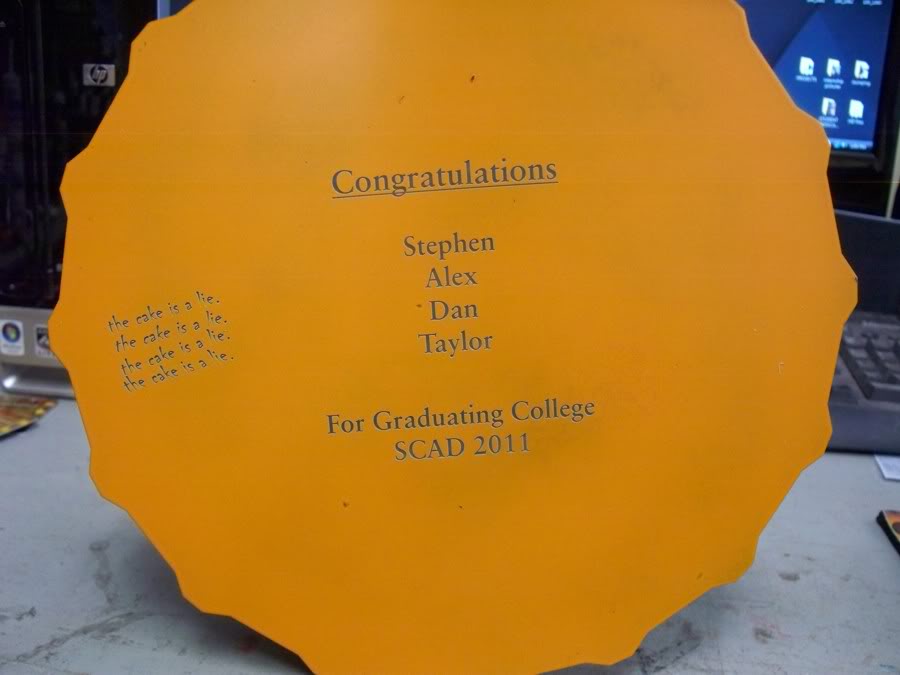 hp
Congratulations
Stephen
Alex
Dan
Taylor
the cake is a lie.
the cake is a lie.
the cake is a lie.
the cake is a lie.
For Graduating College
SCAD 2011